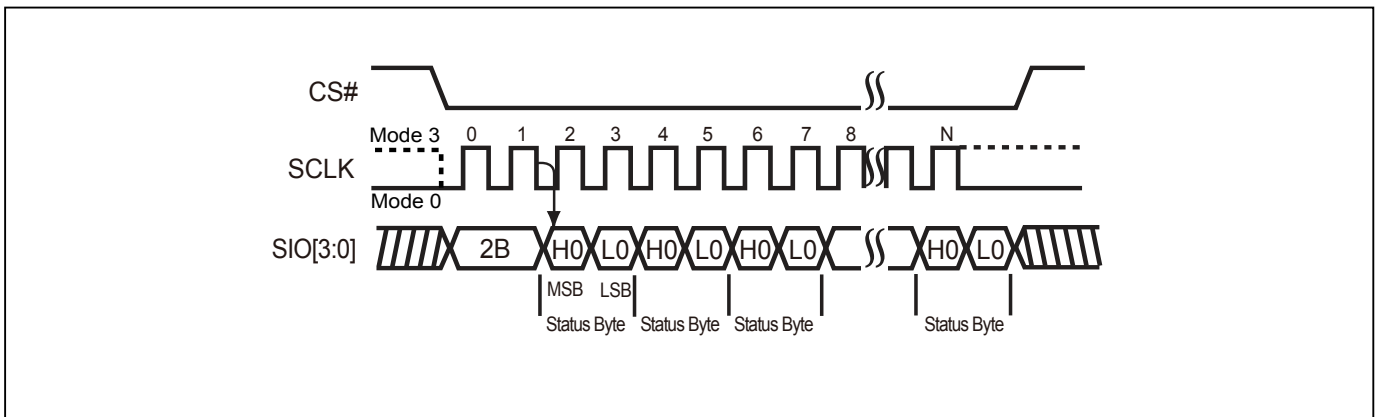 CS#
Mode 3 0 1 2 3 4 5 6 7 8 N
SCLK
Mode 0
SIO[3:0] 2B H0 L0 H0 L0 H0 L0 H0 L0
MSB LSB
Status Byte Status Byte Status Byte Status Byte